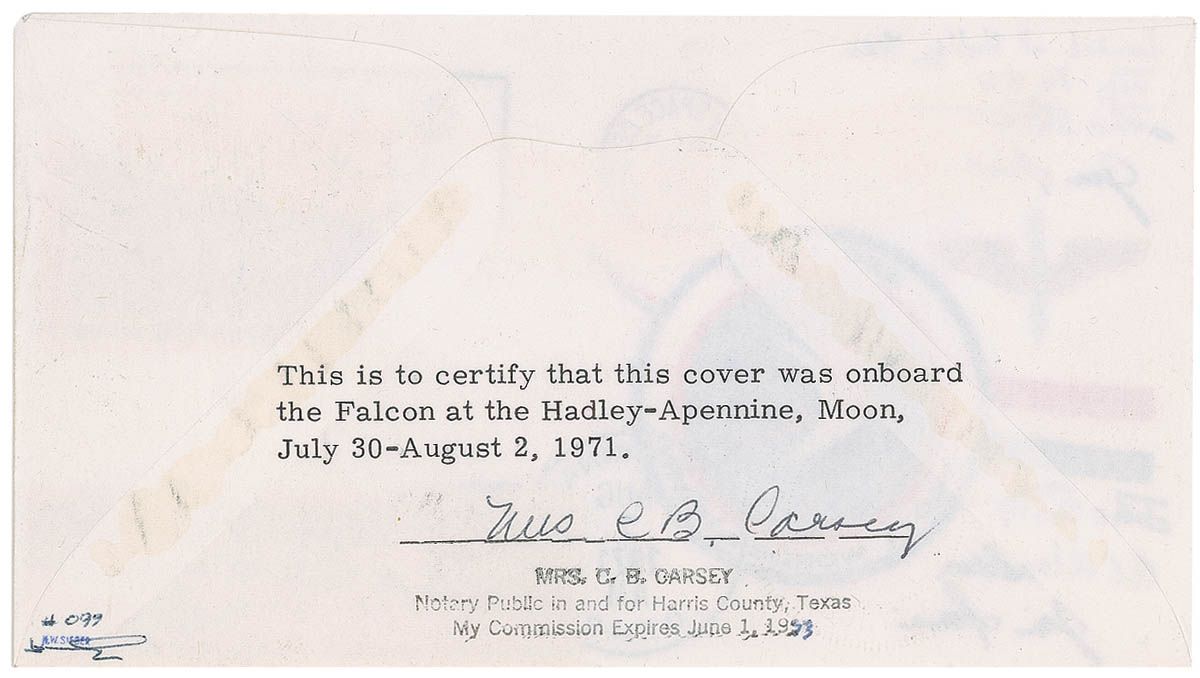 This is to certify that this cover was onboard
the Falcon at the Hadley-Apennine, Moon,
July 30-August 2, 1971.
Mrs C B. Carsey
MRS. C. B. CARSEY
Notary Public in and for Harris County, Texas
My Commission Expires June 1, 1973
# 099
H.W. SIEGER